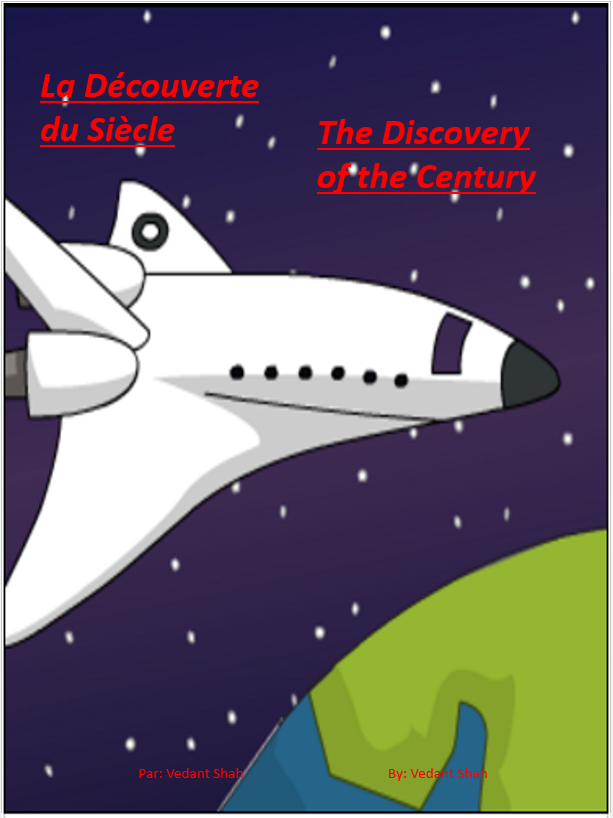 La Découverte
du Siècle
The Discovery
of the Century
Par: Vedant Shah
By: Vedant Shah